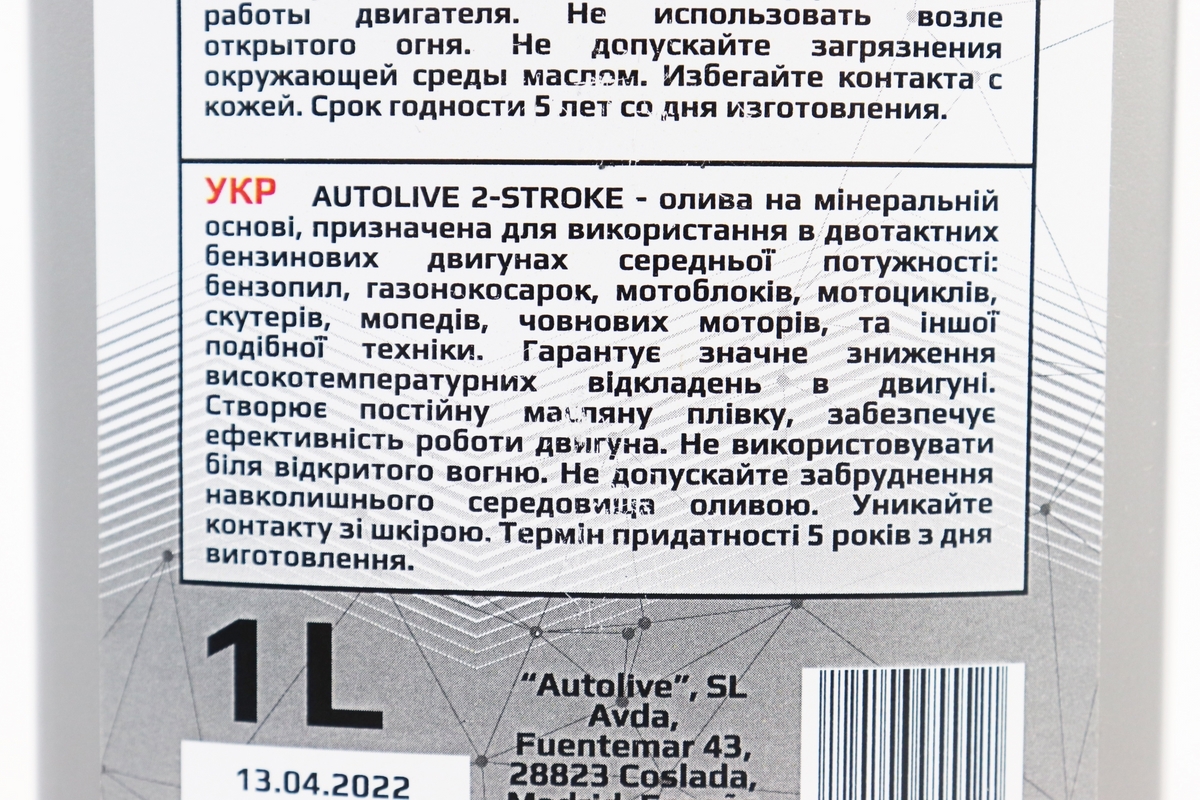 работы двигателя. Не использовать возле
открытого огня. Не допускайте загрязнения
окружающей среды маслом. Избегайте контакта с
кожей. Срок годности 5 лет со дня изготовления.
УКР AUTOLIVE 2-STROKE - олива на мінеральній
основі, призначена для використання в двотактних
бензинових двигунах середньої потужності:
бензопил, газонокосарок, мотоблоків, мотоциклів,
скутерів, мопедів, човнових моторів, та іншої
подібної техніки. Гарантує значне зниження
високотемпературних відкладень в двигуні.
Створює постійну масляну плівку, забезпечує
ефективність роботи двигуна. Не використовувати
біля відкритого вогню. Не допускайте забруднення
навколишнього середовища оливою. Уникайте
контакту зі шкірою. Термін придатності 5 років з дня
виготовлення.
1L
13.04.2022
“Autolive”, SL
Avda,
Fuentemar 43,
28823 Coslada,